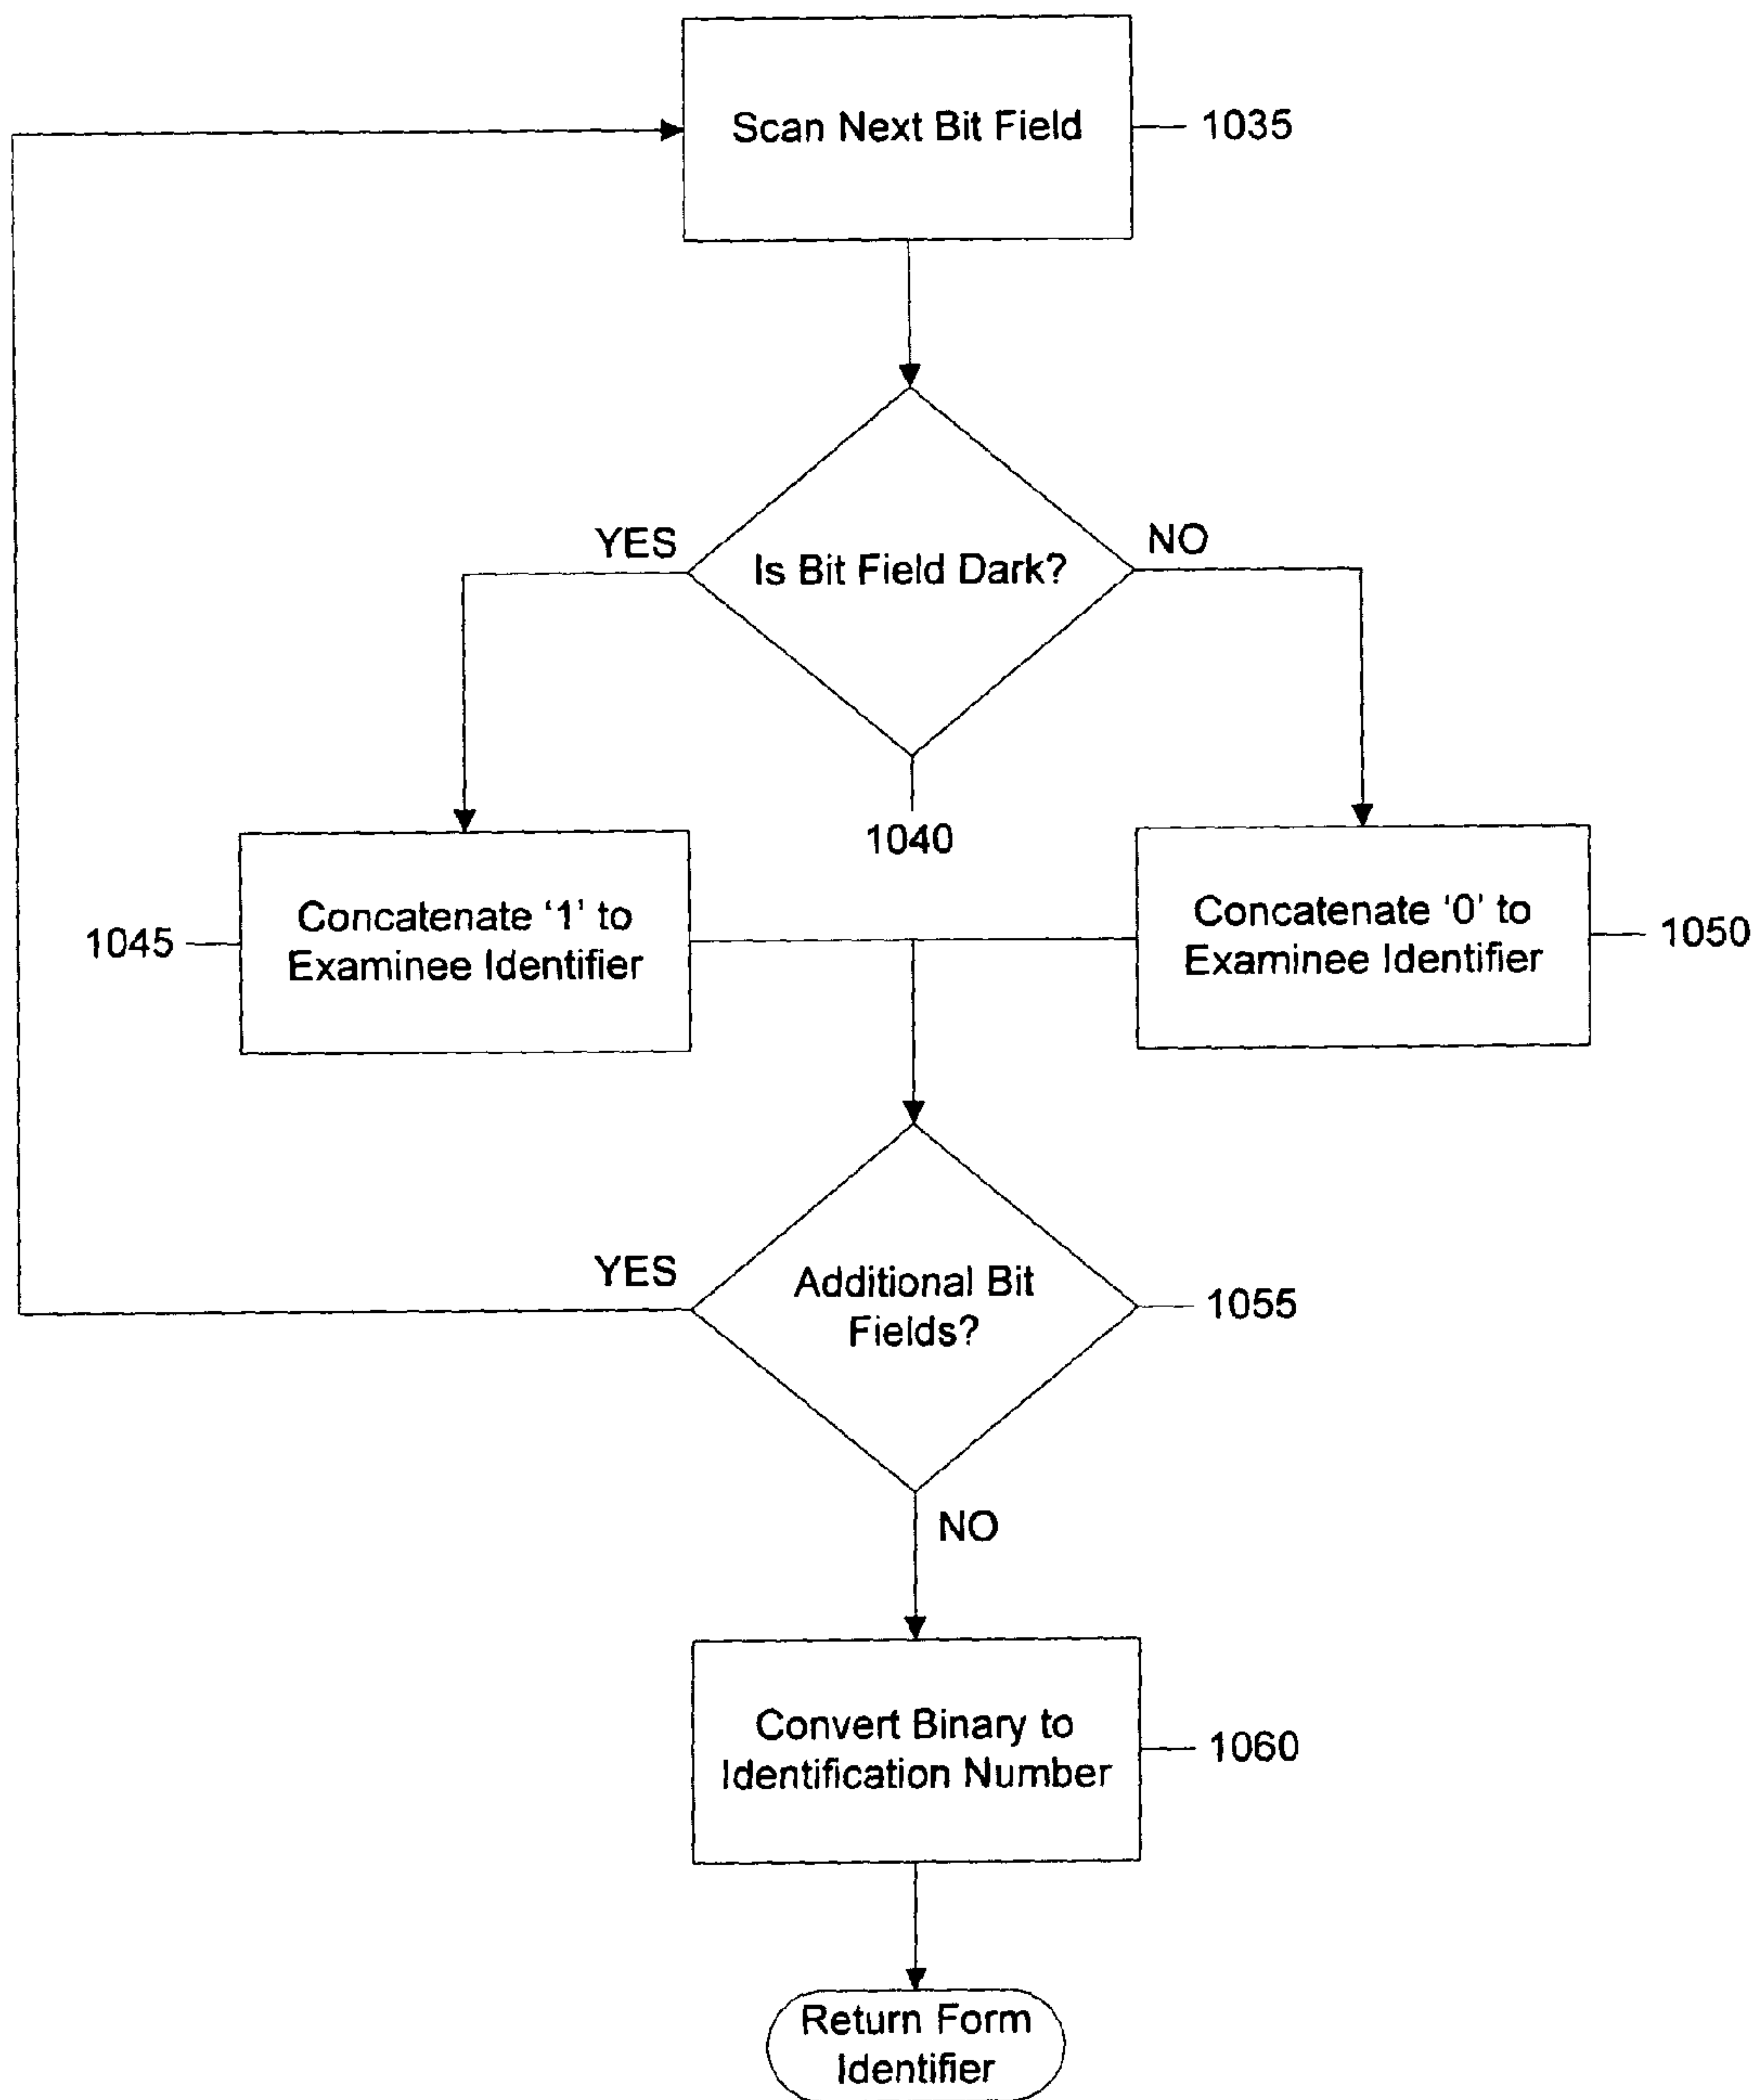 Scan Next Bit Field
1035
YES
Is Bit Field Dark?
NO
1040
1045
Concatenate ‘1’ to
Examinee Identifier
Concatenate ‘0’ to
Examinee Identifier
1050
YES
Additional Bit
Fields?
1055
NO
Convert Binary to
Identification Number
1060
Return Form
Identifier